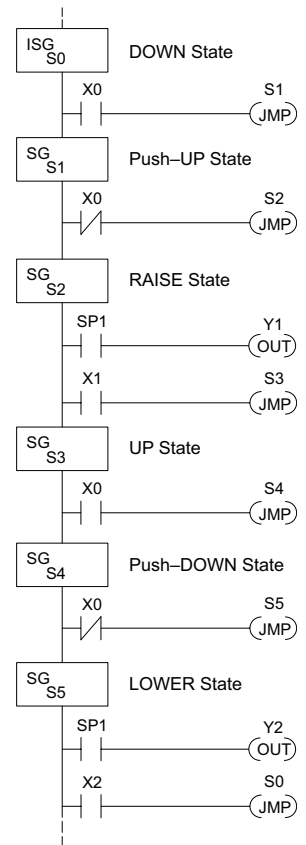 ISG
S0
DOWN State
X0
S1
JMP
SG
S1
Push–UP State
X0
S2
JMP
SG
S2
RAISE State
SP1
Y1
OUT
X1
S3
JMP
SG
S3
UP State
X0
S4
JMP
SG
S4
Push–DOWN State
X0
S5
JMP
SG
S5
LOWER State
SP1
Y2
OUT
X2
S0
JMP